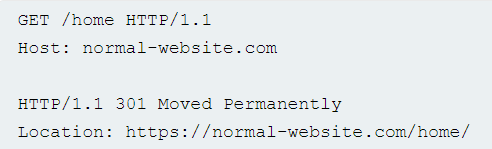 GET /home HTTP/1.1
Host: normal-website.com
HTTP/1.1 301 Moved Permanently
Location: https://normal-website.com/home/